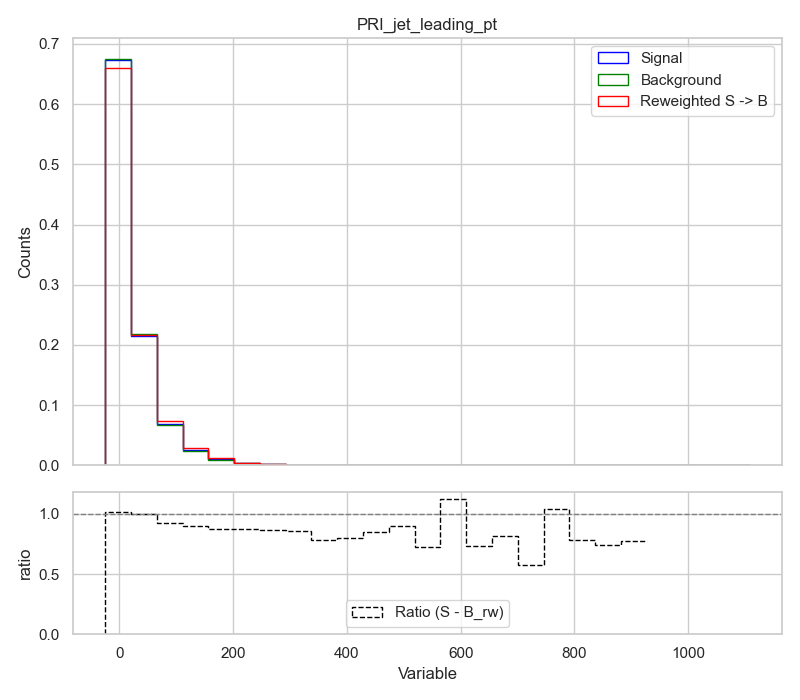 PRI_jet_leading_pt
0.7
0.6
0.5
0.4
0.3
0.2
0.1
0.0
Counts
Signal
Background
Reweighted S -> B
1.0
0.5
0.0
ratio
Ratio (S - B_rw)
0 200 400 600 800 1000
Variable